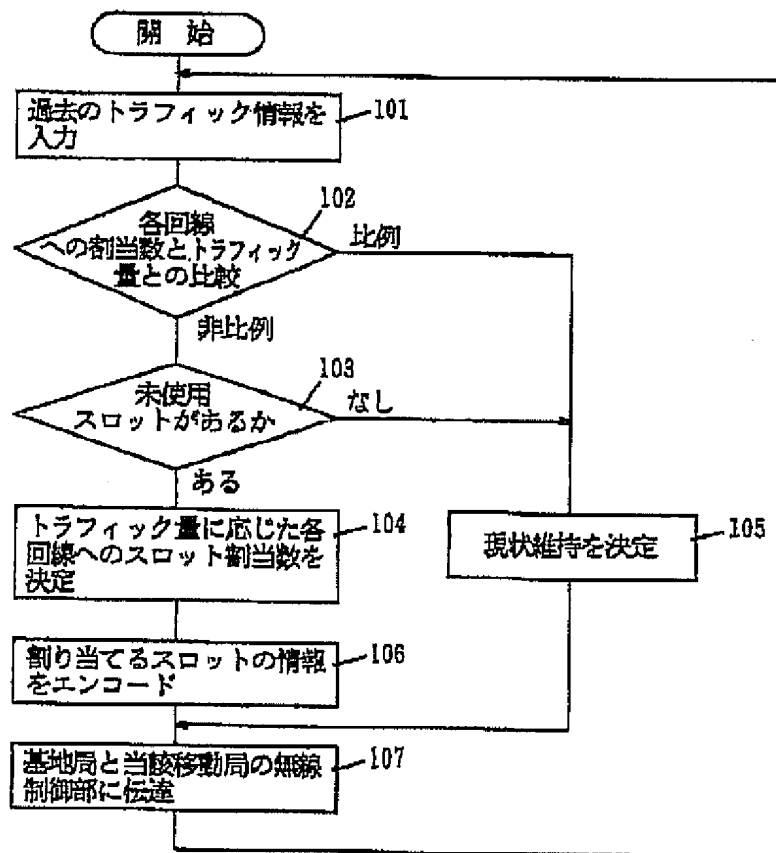 開始
過去のトラフィック情報を
入力
101
102
各回線
への割当数とトラフィック
量との比較
比例
非比例
103
未使用
スロットがあるか
なし
ある
トラフィック量に応じた各
回線へのスロット割当数を
決定
104
現状維持を決定
105
割り当てるスロットの情報
をエンコード
106
基地局と当該移動局の無線
制御部に伝達
107